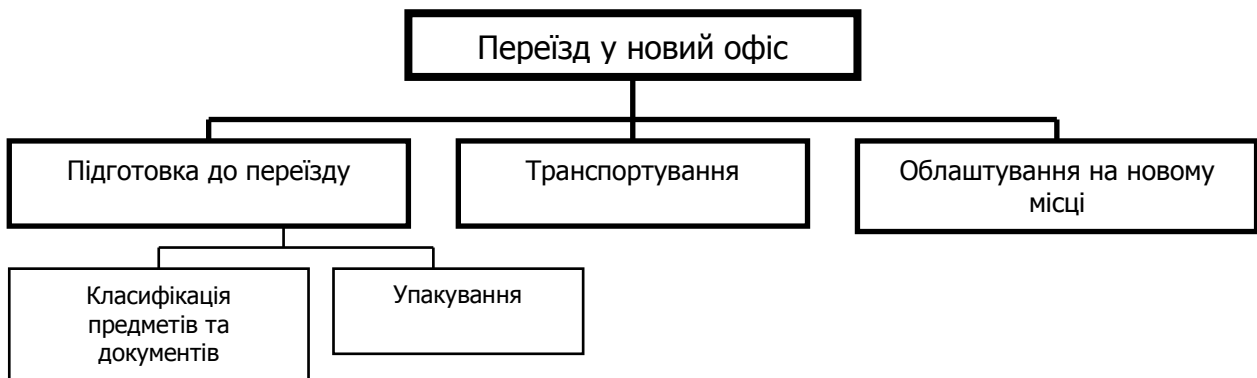 Переїзд у новий офіс
Підготовка до переїзду
Транспортування
Облаштування на новому
місці
Класифікація
предметів та
документів
Упакування